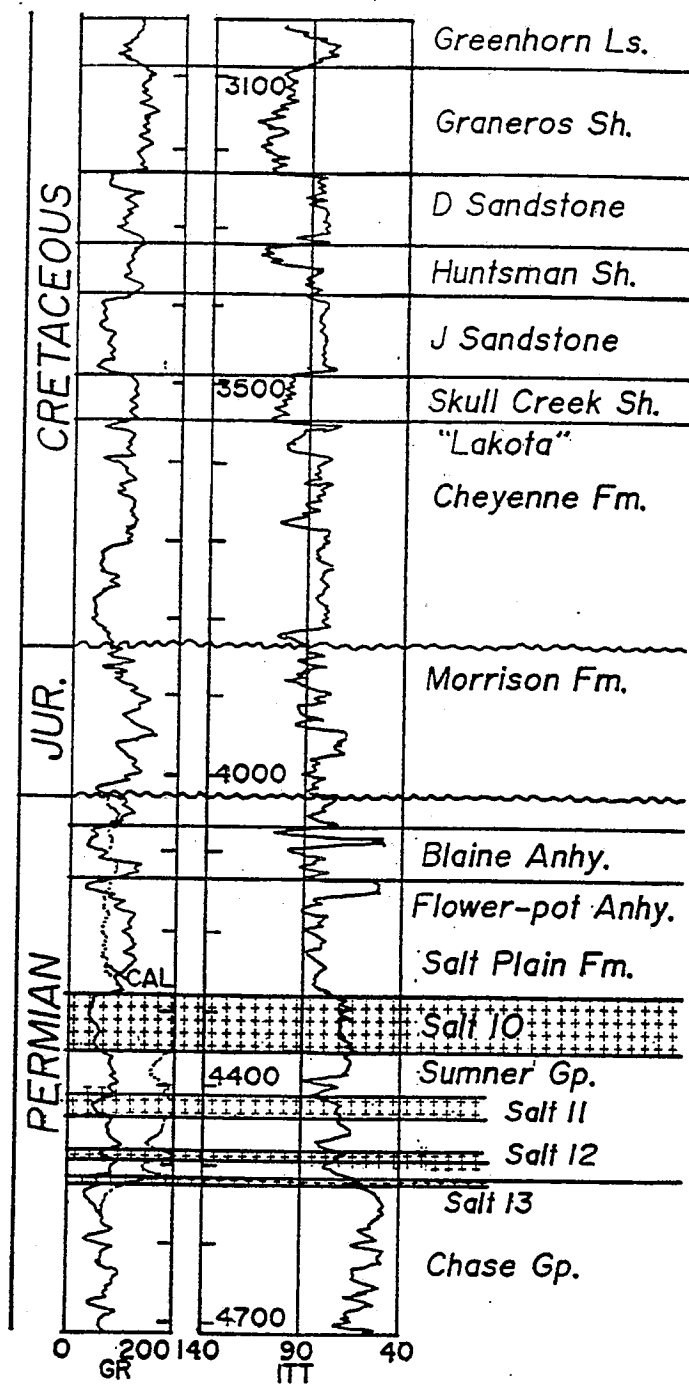 Greenhorn Ls.
3100
Graneros Sh.
CRETACEOUS
D Sandstone
Huntsman Sh.
J Sandstone
3500
Skull Creek Sh.
"Lakota"
Cheyenne Fm.
JUR.
Morrison Fm.
4000
Blaine Anhy.
Flower-pot Anhy.
PERMIAN
CAL
Salt Plain Fm.
Salt 10
4400
Sumner Gp.
Salt 11
Salt 12
Salt 13
Chase Gp.
4700
0 200 140 90 40
GR ITT